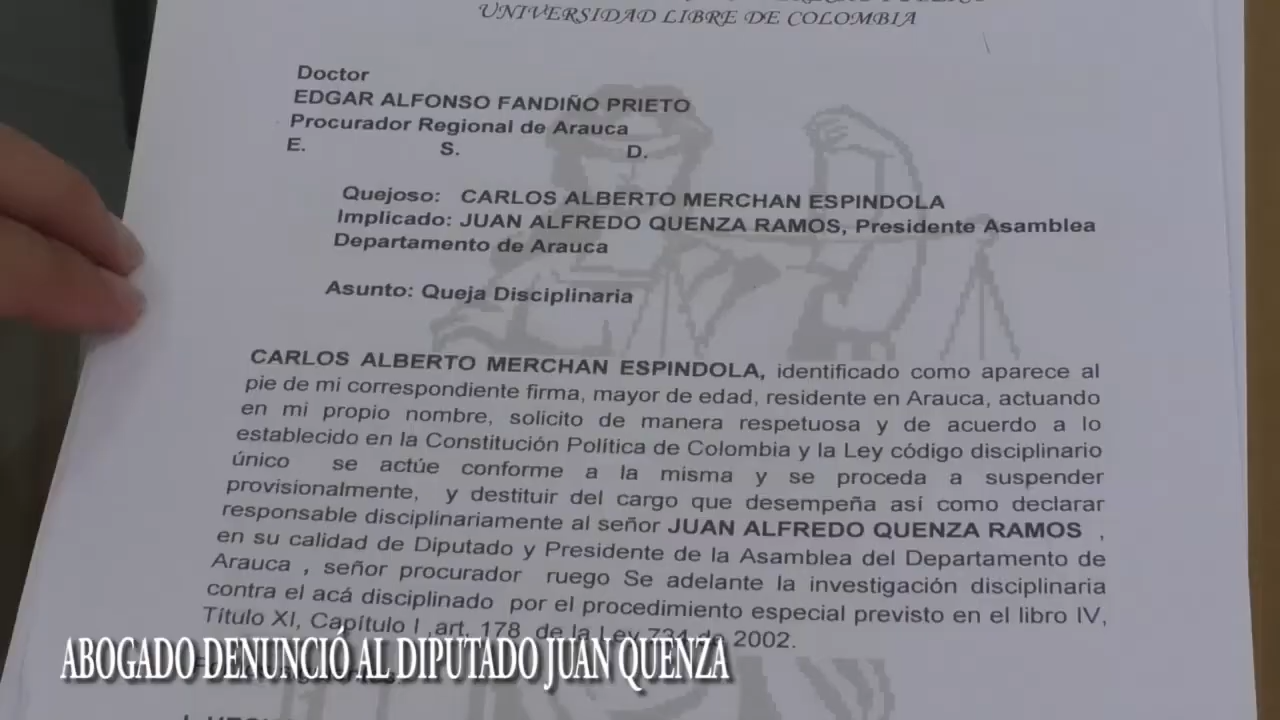 UNIVERSIDAD LIBRE DE COLOMBIA
Doctor
EDGAR ALFONSO FANDIÑO PRIETO
Procurador Regional de Arauca
E. S. D.
Quejoso: CARLOS ALBERTO MERCHAN ESPINDOLA
Implicado: JUAN ALFREDO QUENZA RAMOS, Presidente Asamblea
Departamento de Arauca
Asunto: Queja Disciplinaria
CARLOS ALBERTO MERCHAN ESPINDOLA, identificado como aparece al
pie de mi correspondiente firma, mayor de edad, residente en Arauca, actuando
en mi propio nombre, solicito de manera respetuosa y de acuerdo a lo
establecido en la Constitución Política de Colombia y la Ley código disciplinario
único se actúe conforme a la misma y se proceda a suspender
provisionalmente, y destituir del cargo que desempeña así como declarar
responsable disciplinariamente al señor JUAN ALFREDO QUENZA RAMOS ,
en su calidad de Diputado y Presidente de la Asamblea del Departamento de
Arauca , señor procurador ruego Se adelante la investigación disciplinaria
contra el acá disciplinado por el procedimiento especial previsto en el libro IV,
Título XI, Capítulo I ,art. 178 de la Ley 734 de 2002.
ABOGADO DENUNCIÓ AL DIPUTADO JUAN QUENZA